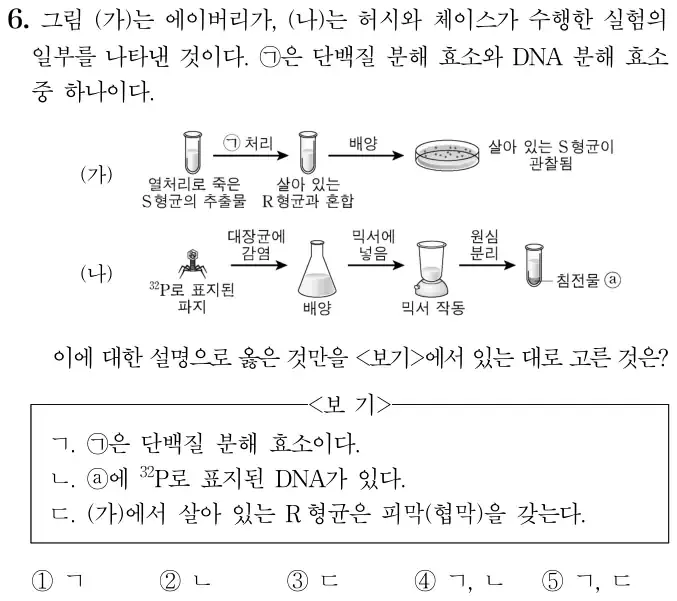 6. 그림 (가)는 에이버리가, (나)는 허시와 체이스가 수행한 실험의
일부를 나타낸 것이다. ㉠은 단백질 분해 효소와 DNA 분해 효소
중 하나이다.
(가)
㉠ 처리
배양
열처리로 죽은
S형균의 추출물
살아 있는
R형균과 혼합
살아 있는 S형균이
관찰됨
(나)
대장균에
감염
믹서에
넣음
원심
분리
³²P로 표지된
파지
배양
믹서 작동
침전물 ⓐ
이에 대한 설명으로 옳은 것만을 <보기>에서 있는 대로 고른 것은?
<보 기>
ㄱ. ㉠은 단백질 분해 효소이다.
ㄴ. ⓐ에 ³²P로 표지된 DNA가 있다.
ㄷ. (가)에서 살아 있는 R형균은 피막(협막)을 갖는다.
① ㄱ ② ㄴ ③ ㄷ ④ ㄱ, ㄴ ⑤ ㄱ, ㄷ